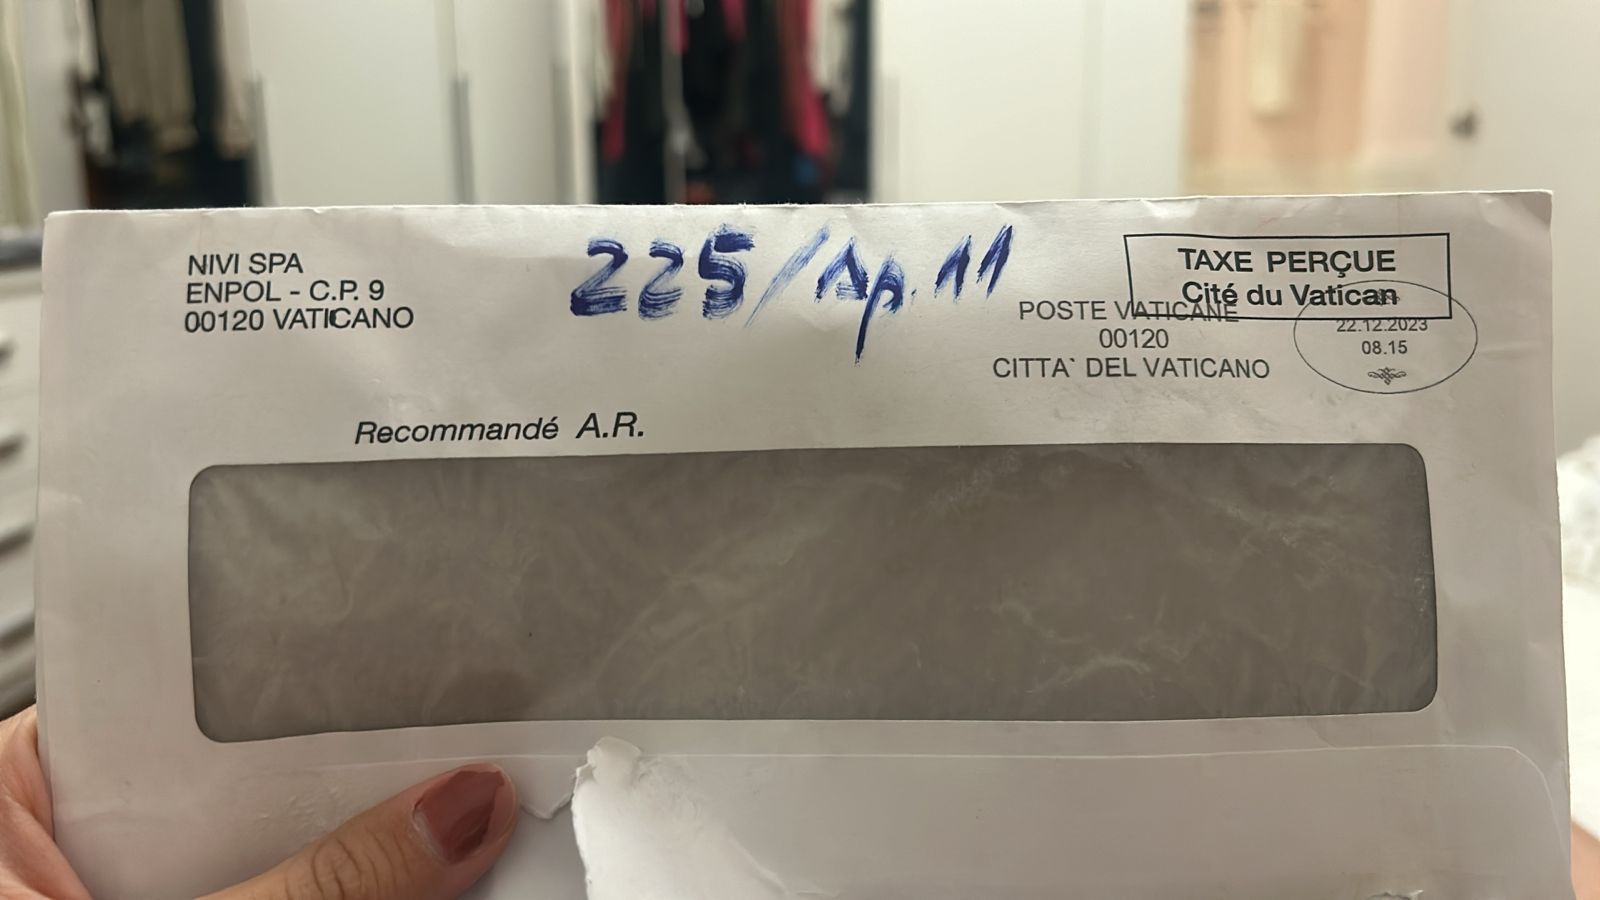 NIVI SPA
ENPOL - C.P. 9
00120 VATICANO
225/Ap.11
TAXE PERÇUE
Cité du Vatican
POSTE VATICANE
00120
CITTA` DEL VATICANO
22.12.2023
08.15
Recommandé A.R.